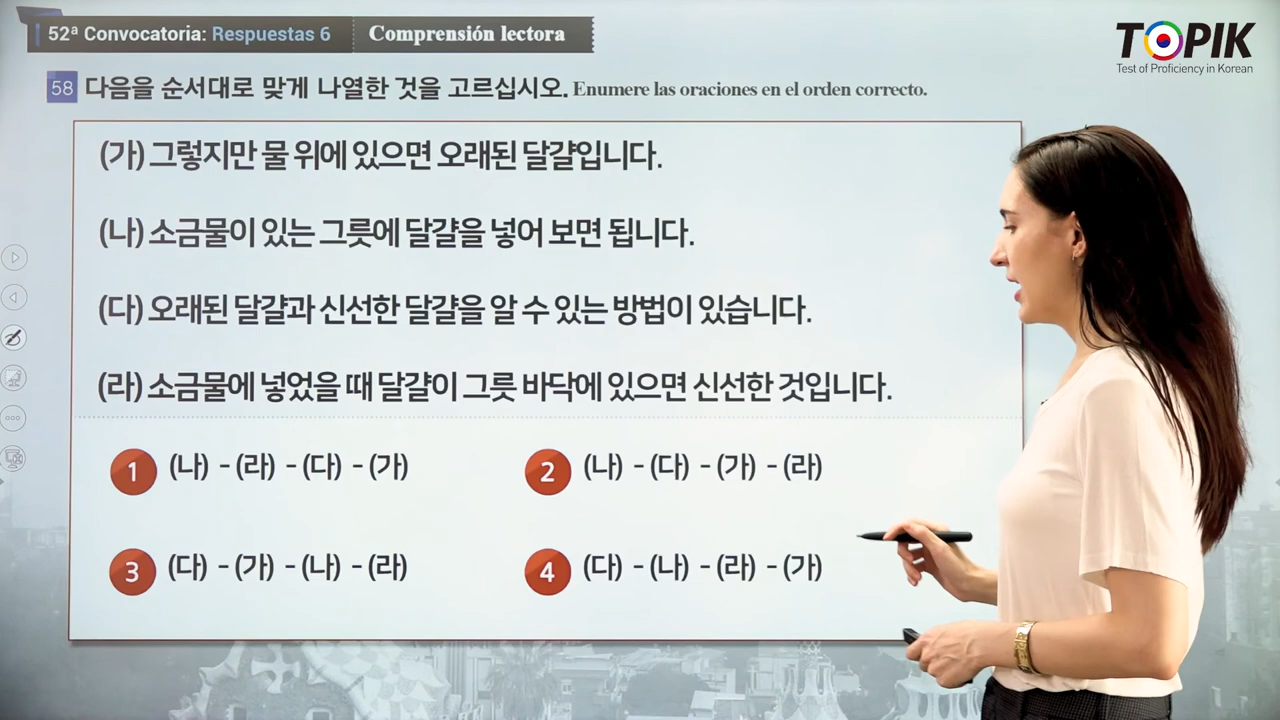 52ª Convocatoria: Respuestas 6 Comprensión lectora
TOPIK
Test of Proficiency in Korean
58 다음을 순서대로 맞게 나열한 것을 고르십시오. Enumere las oraciones en el orden correcto.
(가) 그렇지만 물 위에 있으면 오래된 달걀입니다.
(나) 소금물이 있는 그릇에 달걀을 넣어 보면 됩니다.
(다) 오래된 달걀과 신선한 달걀을 알 수 있는 방법이 있습니다.
(라) 소금물에 넣었을 때 달걀이 그릇 바닥에 있으면 신선한 것입니다.
1 (나) - (라) - (다) - (가)
2 (나) - (다) - (가) - (라)
3 (다) - (가) - (나) - (라)
4 (다) - (나) - (라) - (가)